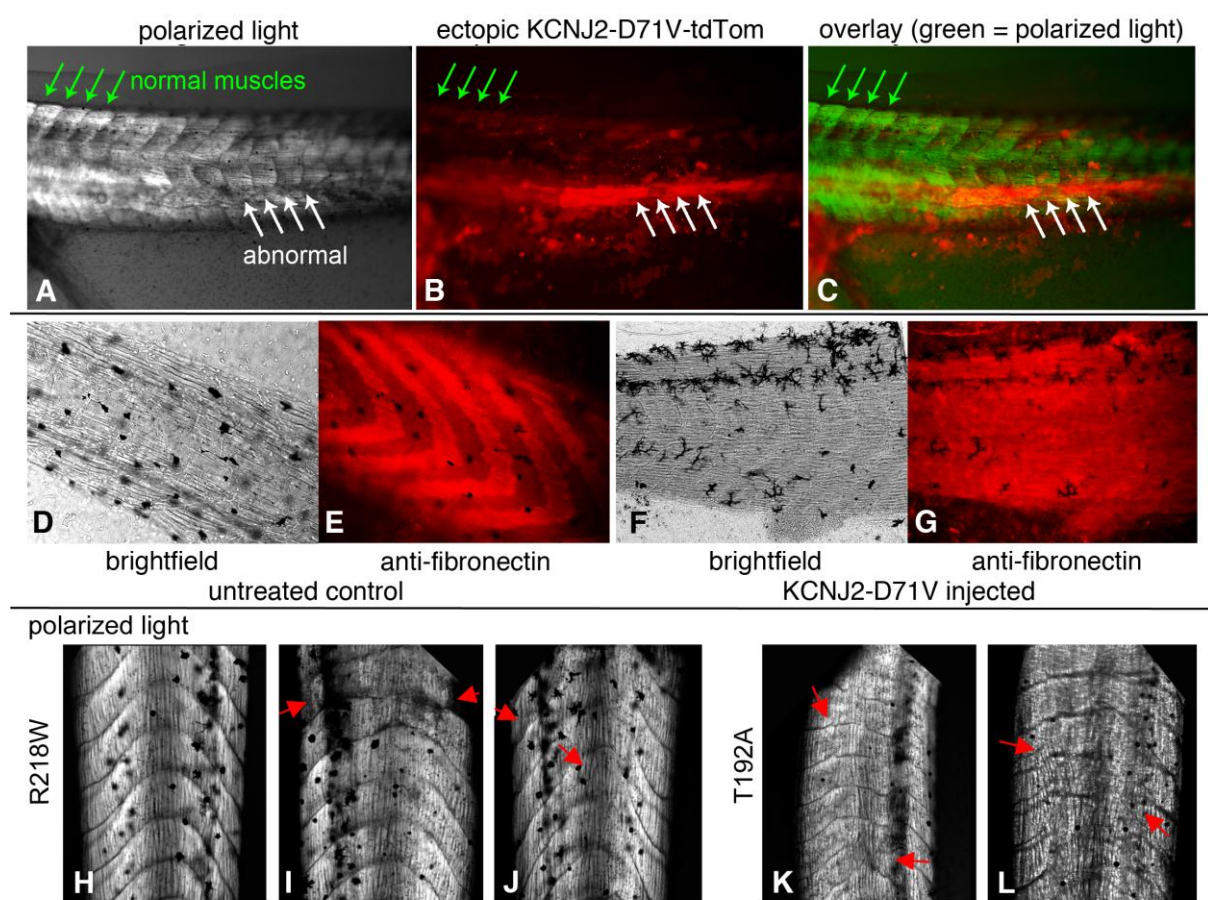 polarized light
ectopic KCNJ2-D71V-tdTom
overlay (green = polarized light)
normal muscles
abnormal
A
B
C
D
E
F
G
brightfield
anti-fibronectin
brightfield
anti-fibronectin
untreated control
KCNJ2-D71V injected
polarized light
R218W
T192A
H
I
J
K
L